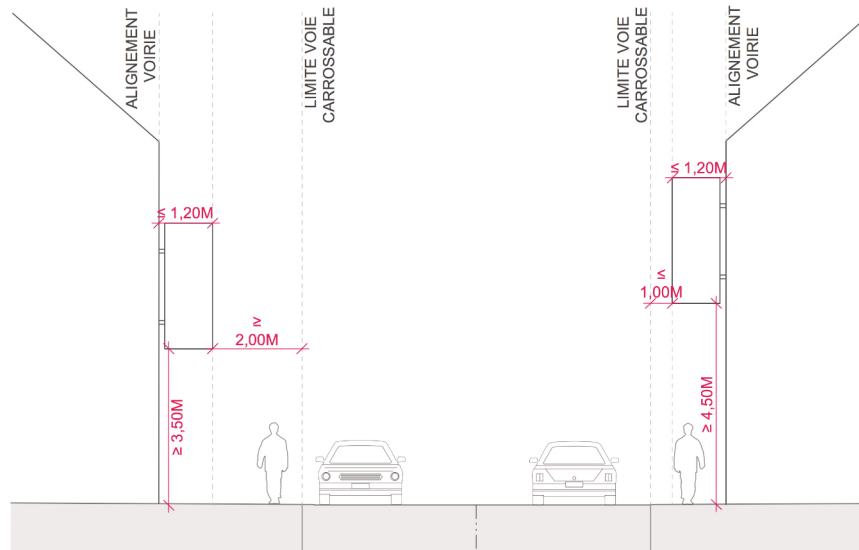 ALIGNEMENT
VOIRIE
LIMITE VOIE
CARROSSABLE
LIMITE VOIE
CARROSSABLE
ALIGNEMENT
VOIRIE
≤ 1,20M
≤ 1,20M
≥
2,00M
≤
1,00M
≥ 3,50M
≥ 4,50M